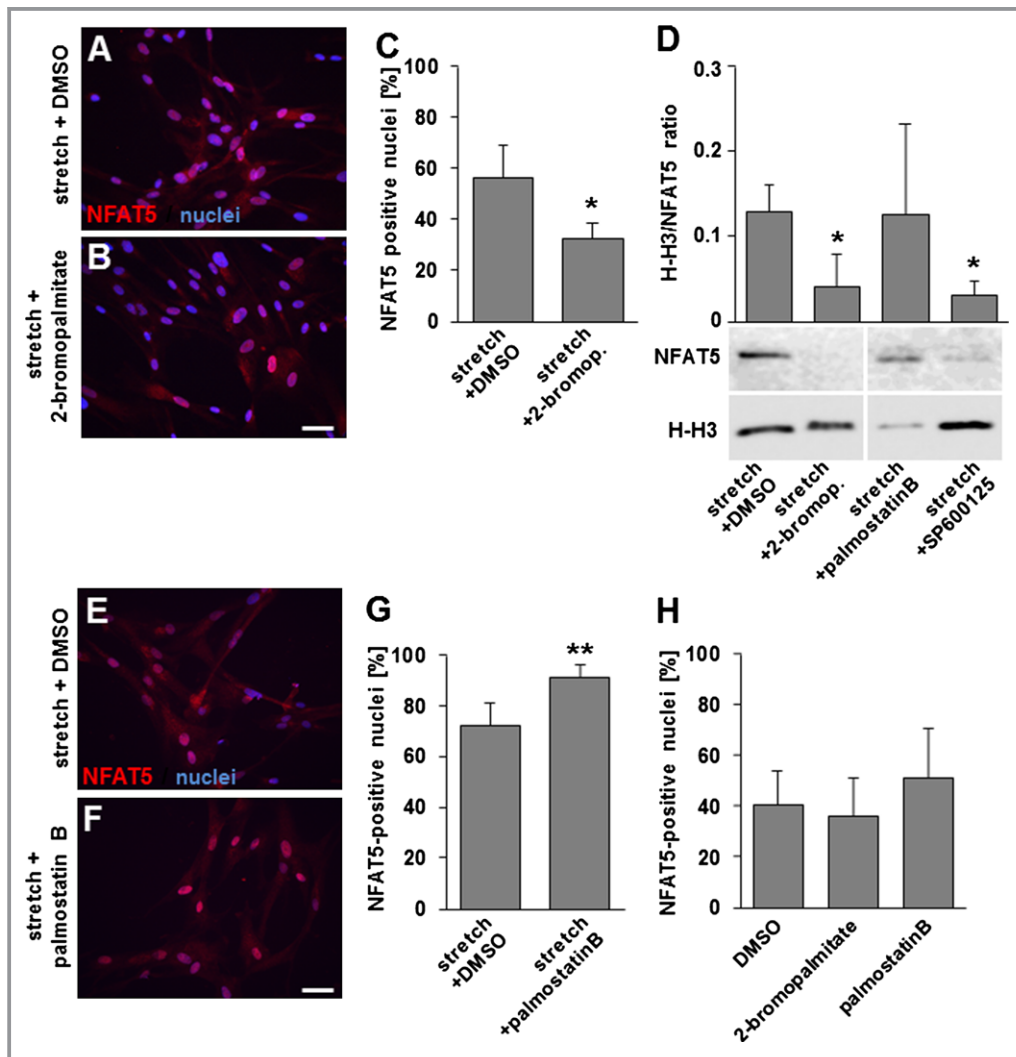 A
stretch + DMSO
NFAT5 nuclei
B
stretch +
2-bromopalmitate
C
NFAT5 positive nuclei [%]
100
80
60
40
20
0
*
stretch
+DMSO
stretch
+2-bromop.
D
H-H3/NFAT5 ratio
0.3
0.2
0.1
0
*
*
NFAT5
H-H3
stretch
+DMSO
stretch
+2-bromop.
stretch
+palmostatinB
stretch
+SP600125
E
stretch + DMSO
NFAT5 nuclei
F
stretch +
palmostatin B
G
NFAT5-positive nuclei [%]
100
80
60
40
20
0
**
stretch
+DMSO
stretch
+palmostatinB
H
NFAT5-positive nuclei [%]
100
80
60
40
20
0
DMSO
2-bromopalmitate
palmostatinB